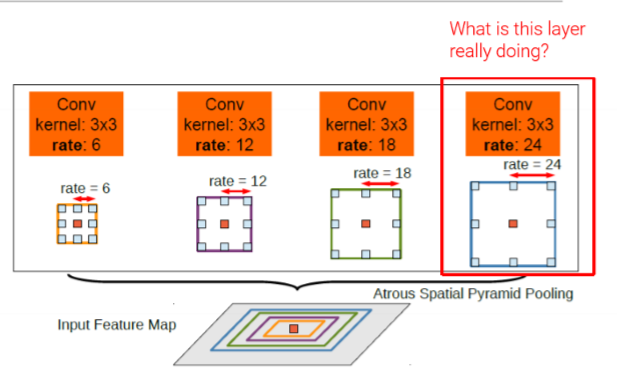 What is this layer
really doing?
Conv
kernel: 3x3
rate: 6
Conv
kernel: 3x3
rate: 12
Conv
kernel: 3x3
rate: 18
Conv
kernel: 3x3
rate: 24
rate = 6
rate = 12
rate = 18
rate = 24
Atrous Spatial Pyramid Pooling
Input Feature Map